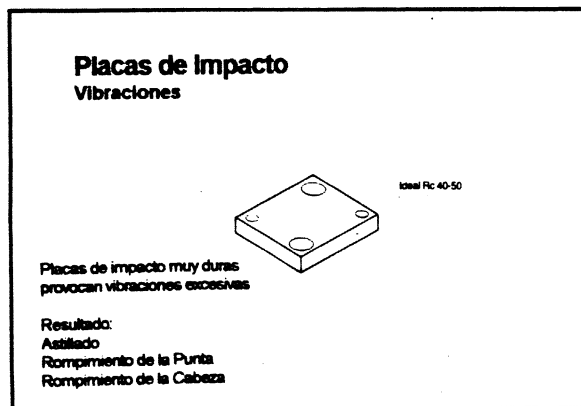 Placas de Impacto
Vibraciones
Ideal Rc 40-50
Placas de impacto muy duras
provocan vibraciones excesivas
Resultado:
Astillado
Rompimiento de la Punta
Rompimiento de la Cabeza